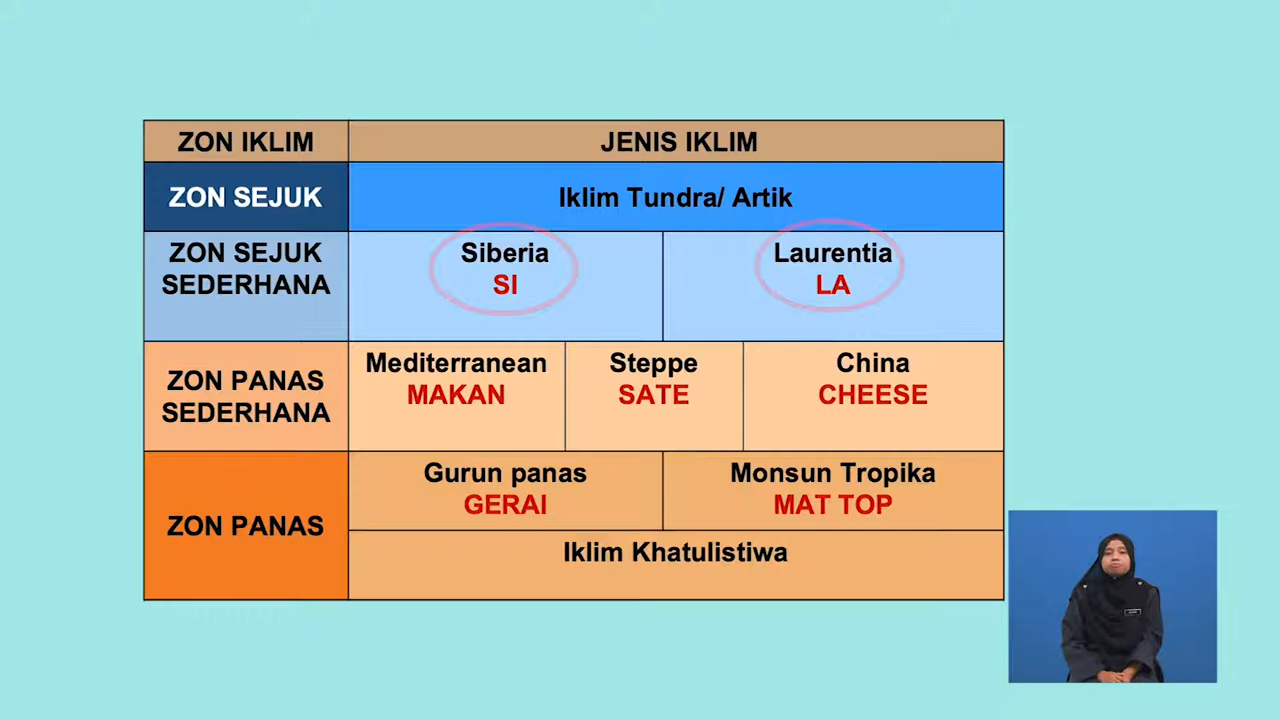 ZON IKLIM
JENIS IKLIM
ZON SEJUK
Iklim Tundra/ Artik
ZON SEJUK
SEDERHANA
Siberia
SI
Laurentia
LA
ZON PANAS
SEDERHANA
Mediterranean
MAKAN
Steppe
SATE
China
CHEESE
ZON PANAS
Gurun panas
GERAI
Monsun Tropika
MAT TOP
Iklim Khatulistiwa